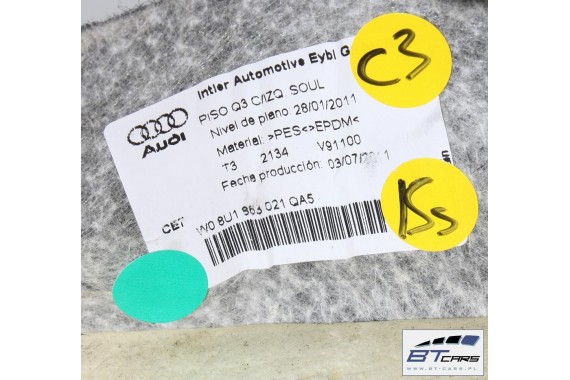 Intier Automotive Eybl G
PISO Q3 C/IZQ SOUL
Nivel de plano 28/01/2011
Material: >PES<>EPDM<
T3 2134 V91100
Fecha producción: 03/07/2011
AUDI
CET
W0 8U1 863 021 QA5
C3
BT CARS
WWW.BT-CARS.PL